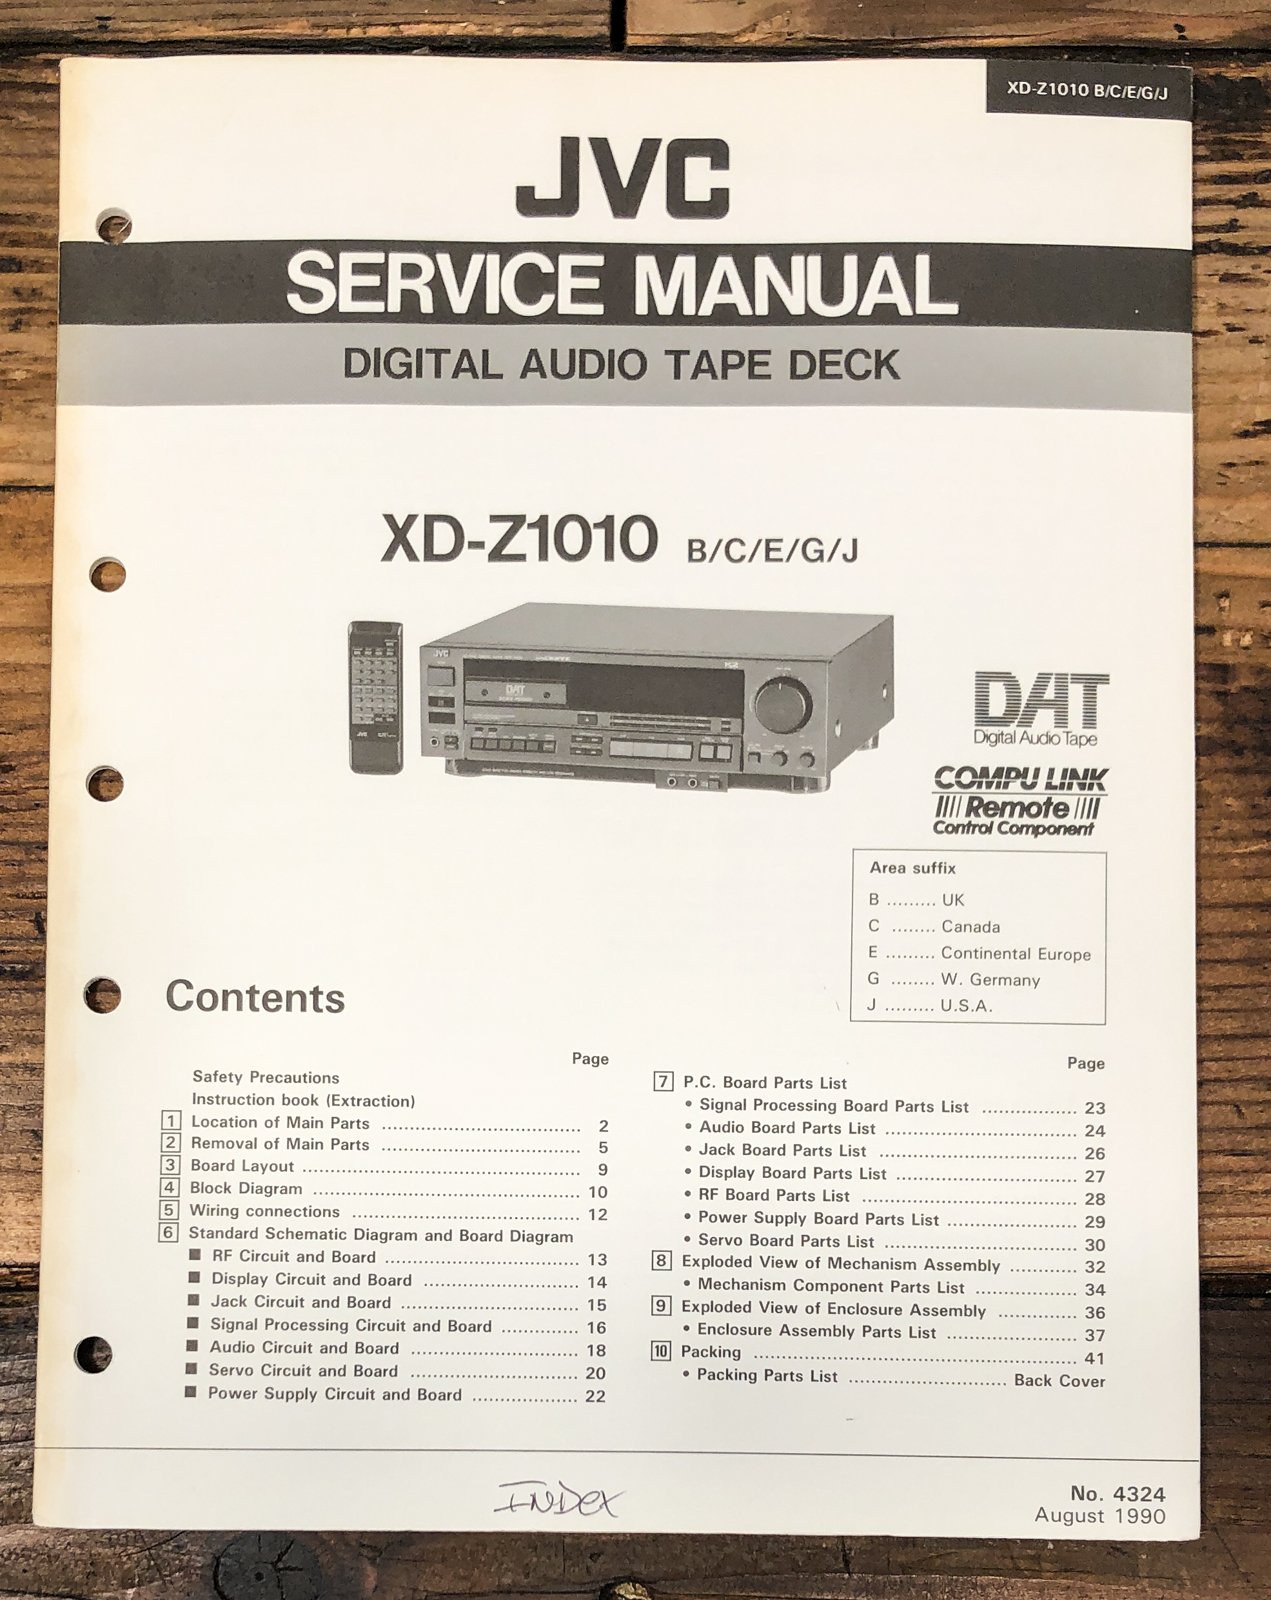 XD-Z1010 B/C/E/G/J
JVC
SERVICE MANUAL
DIGITAL AUDIO TAPE DECK
XD-Z1010 B/C/E/G/J
JVC
DAT
JVC
DAT
Digital Audio Tape
COMPU LINK
Remote
Control Component
Area suffix
B ......... UK
C ........ Canada
E ......... Continental Europe
G ........ W. Germany
J ......... U.S.A.
Contents
Page
Safety Precautions
Instruction book (Extraction)
1 Location of Main Parts ........ 2
2 Removal of Main Parts ........ 5
3 Board Layout ........ 9
4 Block Diagram ........ 10
5 Wiring connections ........ 12
6 Standard Schematic Diagram and Board Diagram
■ RF Circuit and Board ........ 13
■ Display Circuit and Board ........ 14
■ Jack Circuit and Board ........ 15
■ Signal Processing Circuit and Board ........ 16
■ Audio Circuit and Board ........ 18
■ Servo Circuit and Board ........ 20
■ Power Supply Circuit and Board ........ 22
Page
7 P.C. Board Parts List
• Signal Processing Board Parts List ........ 23
• Audio Board Parts List ........ 24
• Jack Board Parts List ........ 26
• Display Board Parts List ........ 27
• RF Board Parts List ........ 28
• Power Supply Board Parts List ........ 29
• Servo Board Parts List ........ 30
8 Exploded View of Mechanism Assembly ........ 32
• Mechanism Component Parts List ........ 34
9 Exploded View of Enclosure Assembly ........ 36
• Enclosure Assembly Parts List ........ 37
10 Packing ........ 41
• Packing Parts List ........ Back Cover
INDex
No. 4324
August 1990